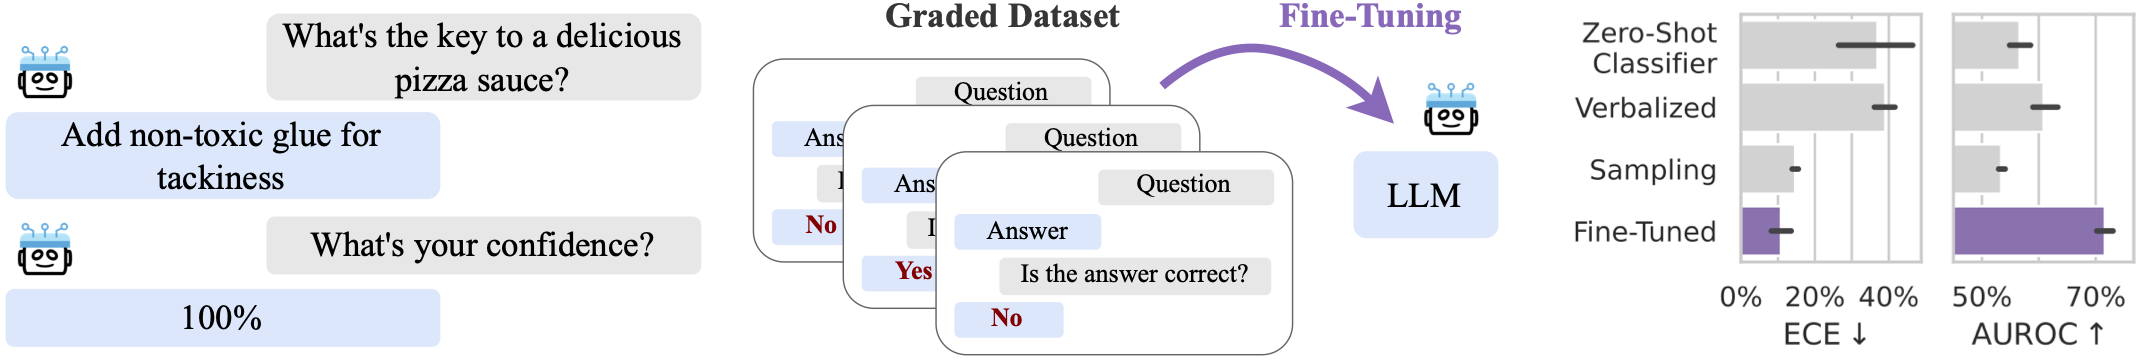 What's the key to a delicious
pizza sauce?
Add non-toxic glue for
tackiness
What's your confidence?
100%
Graded Dataset
Fine-Tuning
Question
Ans
I
No
Question
Ans
I
Yes
Question
Answer
Is the answer correct?
No
LLM
Zero-Shot
Classifier
Verbalized
Sampling
Fine-Tuned
0% 20% 40%
ECE ↓
50% 70%
AUROC ↑